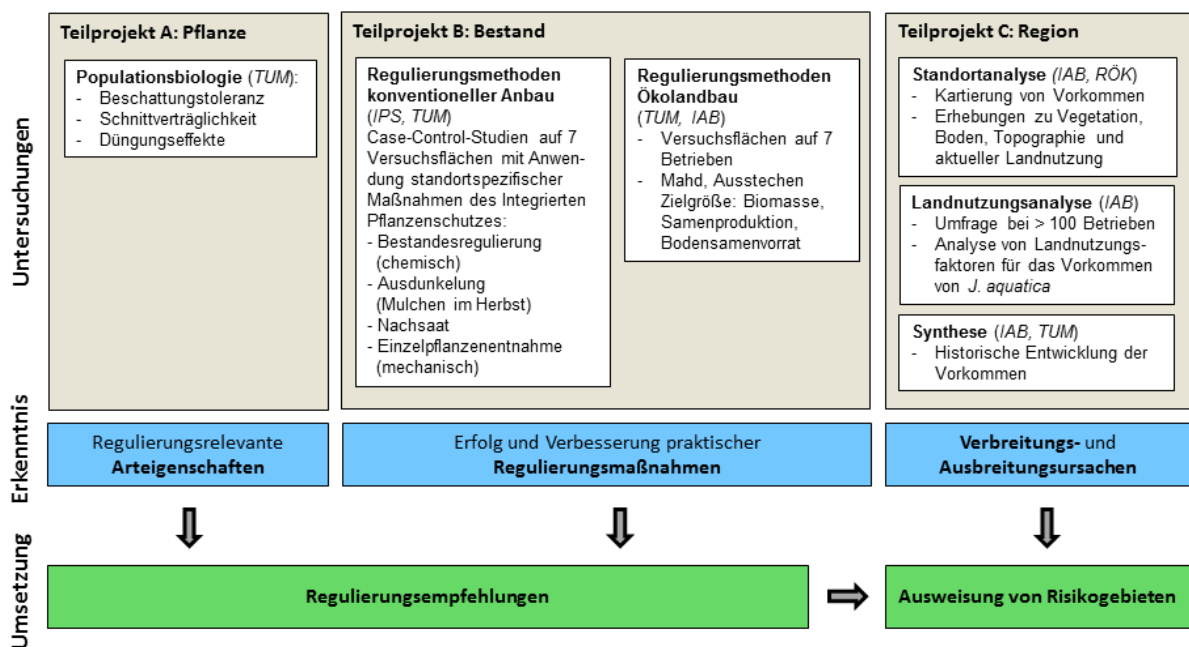 Untersuchungen
Teilprojekt A: Pflanze
Populationsbiologie (TUM):
- Beschattungstoleranz
- Schnittverträglichkeit
- Düngungseffekte
Teilprojekt B: Bestand
Regulierungsmethoden
konventioneller Anbau
(IPS, TUM)
Case-Control-Studien auf 7
Versuchsflächen mit Anwen-
dung standortspezifischer
Maßnahmen des Integrierten
Pflanzenschutzes:
- Bestandesregulierung
(chemisch)
- Ausdunkelung
(Mulchen im Herbst)
- Nachsaat
- Einzelpflanzenentnahme
(mechanisch)
Regulierungsmethoden
Ökolandbau
(TUM, IAB)
- Versuchsflächen auf 7
Betrieben
- Mahd, Ausstechen
Zielgröße: Biomasse,
Samenproduktion,
Bodensamenvorrat
Teilprojekt C: Region
Standortanalyse (IAB, RÖK)
- Kartierung von Vorkommen
- Erhebungen zu Vegetation,
Boden, Topographie und
aktueller Landnutzung
Landnutzungsanalyse (IAB)
- Umfrage bei > 100 Betrieben
- Analyse von Landnutzungs-
faktoren für das Vorkommen
von J. aquatica
Synthese (IAB, TUM)
- Historische Entwicklung der
Vorkommen
Erkenntnis
Regulierungsrelevante
Arteigenschaften
Erfolg und Verbesserung praktischer
Regulierungsmaßnahmen
Verbreitungs- und
Ausbreitungsursachen
Umsetzung
Regulierungsempfehlungen
Ausweisung von Risikogebieten